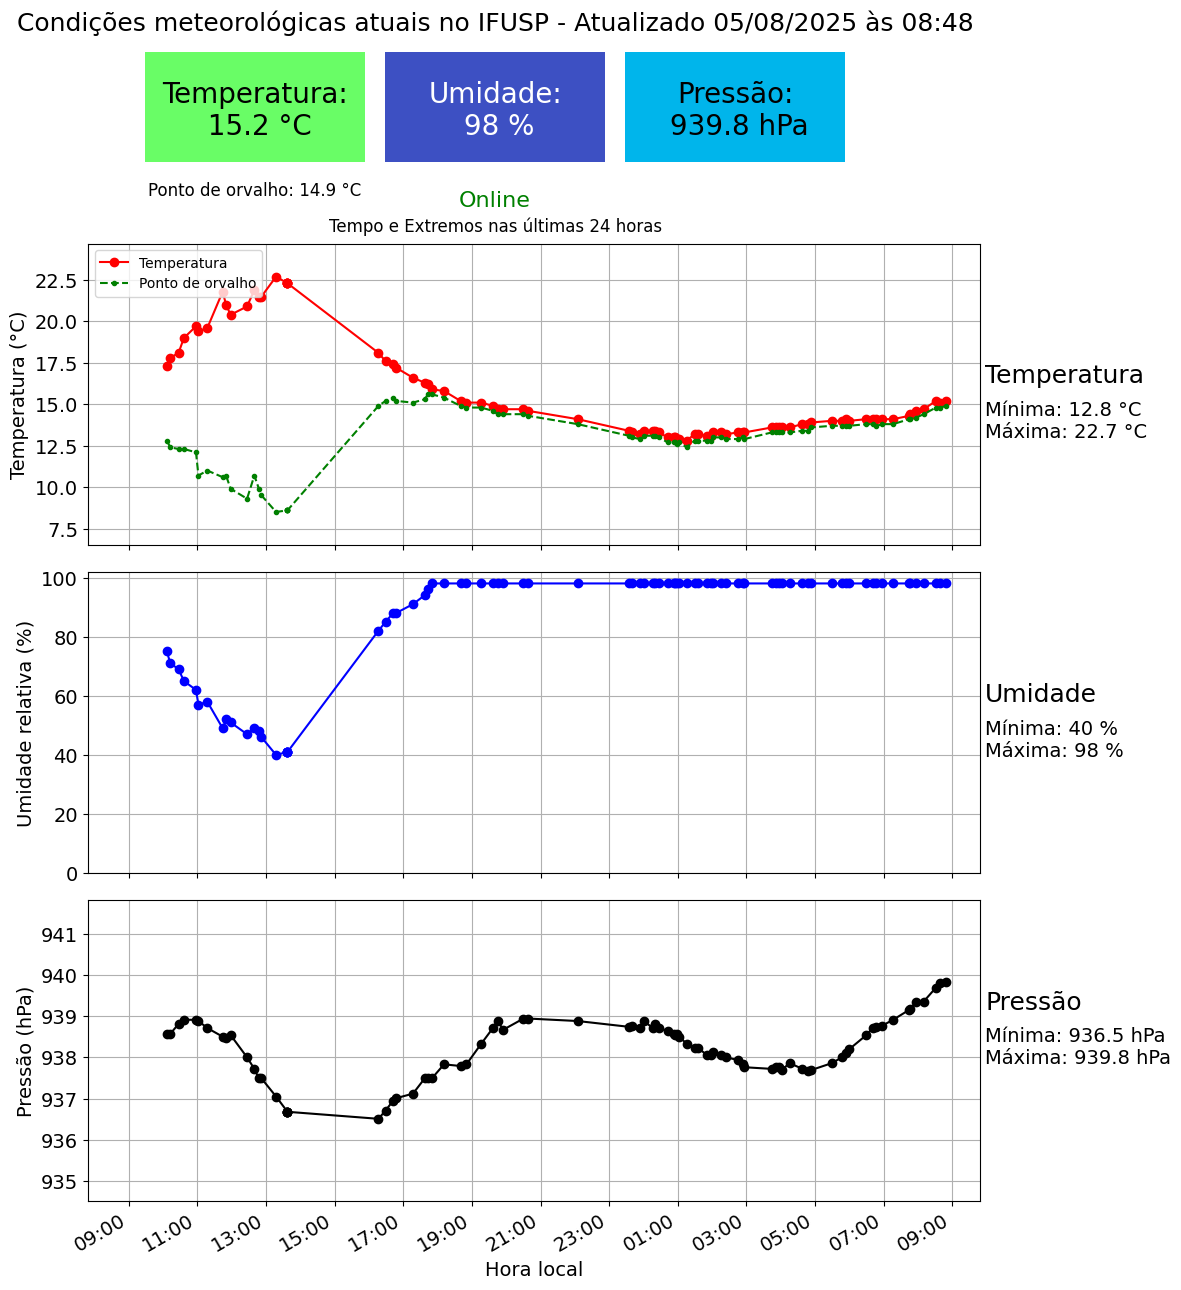 Condições meteorológicas atuais no IFUSP - Atualizado 05/08/2025 às 08:48
Temperatura:
15.2 °C
Umidade:
98 %
Pressão:
939.8 hPa
Ponto de orvalho: 14.9 °C
Online
Tempo e Extremos nas últimas 24 horas
Temperatura
Ponto de orvalho
Temperatura (°C)
22.5
20.0
17.5
15.0
12.5
10.0
7.5
Temperatura
Mínima: 12.8 °C
Máxima: 22.7 °C
Umidade relativa (%)
100
80
60
40
20
0
Umidade
Mínima: 40 %
Máxima: 98 %
Pressão (hPa)
941
940
939
938
937
936
935
Pressão
Mínima: 936.5 hPa
Máxima: 939.8 hPa
09:00 11:00 13:00 15:00 17:00 19:00 21:00 23:00 01:00 03:00 05:00 07:00 09:00
Hora local